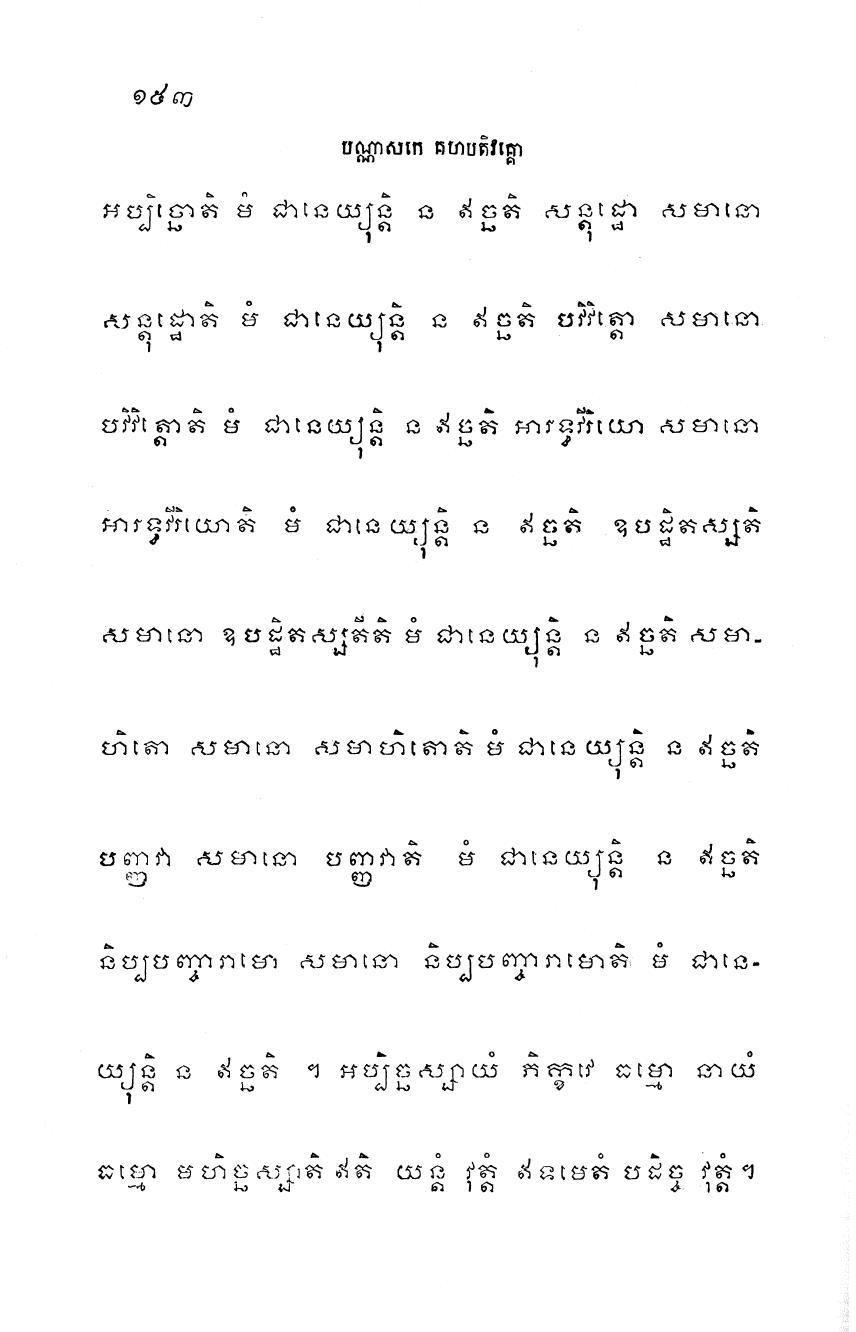 ១៥៣
បណ្ណាសកេ គហបតិវគ្គោ
អប្បិច្ឆោតិ មំ ជានេយ្យុន្តិ ន ឥច្ឆតិ សន្តុដ្ឋោ សមានោ
សន្តុដ្ឋោតិ មំ ជានេយ្យុន្តិ ន ឥច្ឆតិ បវិវិត្តោ សមានោ
បវិវិត្តោតិ មំ ជានេយ្យុន្តិ ន ឥច្ឆតិ អារទ្ធវីរិយោ សមានោ
អារទ្ធវីរិយោតិ មំ ជានេយ្យុន្តិ ន ឥច្ឆតិ ឧបដ្ឋិតស្សតិ
សមានោ ឧបដ្ឋិតស្សតីតិ មំ ជានេយ្យុន្តិ ន ឥច្ឆតិ សមា-
ហិតោ សមានោ សមាហិតោតិ មំ ជានេយ្យុន្តិ ន ឥច្ឆតិ
បញ្ញវា សមានោ បញ្ញវាតិ មំ ជានេយ្យុន្តិ ន ឥច្ឆតិ
និប្បបញ្ចារាមោ សមានោ និប្បបញ្ចារាមោតិ មំ ជានេ-
យ្យុន្តិ ន ឥច្ឆតិ ។ អប្បិច្ឆស្សាយំ ភិក្ខវេ ធម្មោ នាយំ
ធម្មោ មហិច្ឆស្សាតិ ឥតិ យន្តំ វុត្តំ ឥទមេតំ បដិច្ច វុត្តំ។